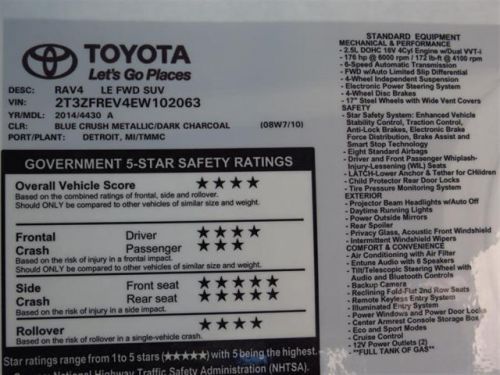 TOYOTA
Let's Go Places
DESC: RAV4 LE FWD SUV
VIN: 2T3ZFREV4EW102063
YR/MDL: 2014/4430 A
CLR: BLUE CRUSH METALLIC/DARK CHARCOAL (08W7/10)
PORT/PLANT: DETROIT, MI/TMMC
GOVERNMENT 5-STAR SAFETY RATINGS
Overall Vehicle Score ★★★★
Based on the combined ratings of frontal, side and rollover.
Should ONLY be compared to other vehicles of similar size and weight.
Frontal Driver ★★★★
Crash Passenger ★★★
Based on the risk of injury in a frontal impact.
Should ONLY be compared to other vehicles of similar size and weight.
Side Front seat ★★★★★
Crash Rear seat ★★★★★
Based on the risk of injury in a side impact.
Rollover ★★★★
Based on the risk of rollover in a single-vehicle crash.
Star ratings range from 1 to 5 stars (★★★★★) with 5 being the highest.
Traffic Safety Administration (NHTSA).
STANDARD EQUIPMENT
MECHANICAL & PERFORMANCE
- 2.5L DOHC 16V 4Cyl Engine w/Dual VVT-i
- 176 hp @ 6000 rpm / 172 lb ft @ 4100 rpm
- 6-Speed Automatic Transmission
- FWD w/Auto Limited Slip Differential
- 4-Wheel Independent Suspension
- Electronic Power Steering System
- 4-Wheel Disc Brakes
- 17" Steel Wheels w/Wide Vent Covers
SAFETY
- Star Safety System: Enhanced Vehicle
Stability Control, Traction Control,
Anti-Lock Brakes, Electronic Brake
Force Distribution, Brake Assist and
Smart Stop Technology
- Eight Standard Airbags
- Driver and Front Passenger Whiplash-
Injury-Lessening (WIL) Seats
- LATCH-Lower Anchor & Tether for CHildren
- Child Protector Rear Door Locks
- Tire Pressure Monitoring System
EXTERIOR
- Projector Beam Headlights w/Auto Off
- Daytime Running Lights
- Power Outside Mirrors
- Rear Spoiler
- Privacy Glass, Acoustic Front Windshield
- Intermittent Windshield Wipers
COMFORT & CONVENIENCE
- Air Conditioning with Air Filter
- Entune Audio with 6 Speakers
- Tilt/Telescopic Steering Wheel with
Audio and Bluetooth Controls
- Backup Camera
- Reclining Fold-Flat 2nd Row Seats
- Remote Keyless Entry System
- Illuminated Entry System
- Power Windows and Power Door Locks
- Center Armrest Console Storage Box
- Eco and Sport Modes
- Cruise Control
- 12V Power Outlets (2)
**FULL TANK OF GAS**